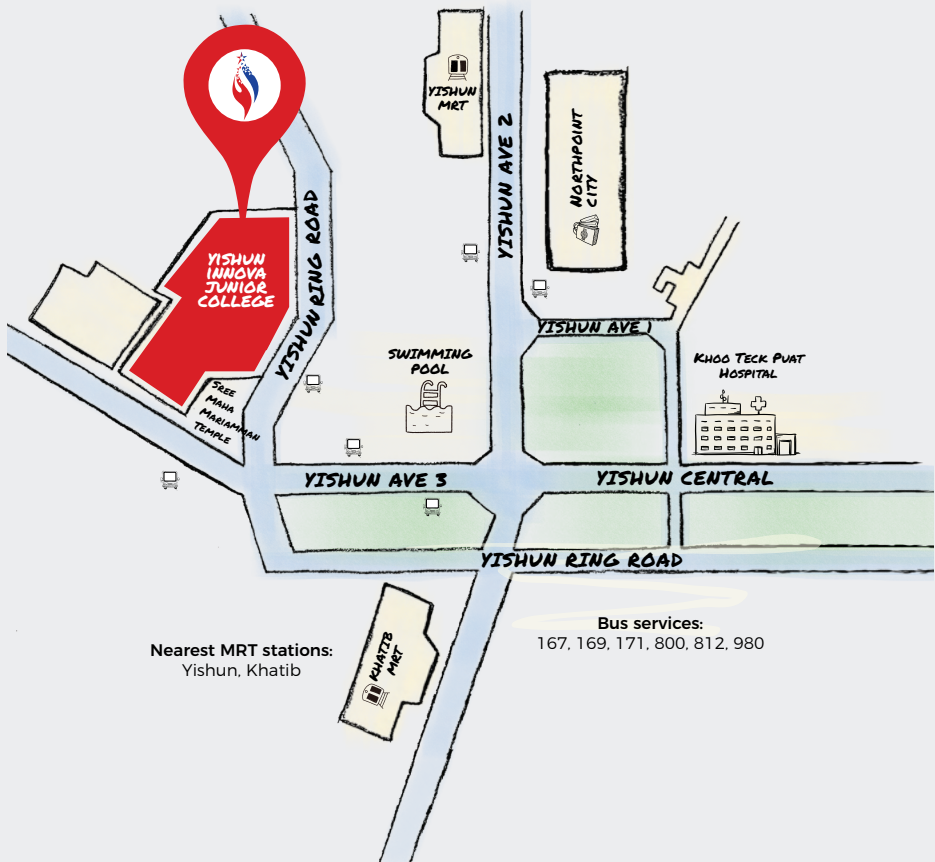 YISHUN
MRT
YISHUN AVE 2
NORTHPOINT
CITY
YISHUN RING ROAD
YISHUN
INNOVA
JUNIOR
COLLEGE
YISHUN AVE 1
SWIMMING
POOL
KHOO TECK PUAT
HOSPITAL
SREE
MAHA
MARIAMMAN
TEMPLE
YISHUN AVE 3
YISHUN CENTRAL
YISHUN RING ROAD
KHATIB
MRT
Nearest MRT stations:
Yishun, Khatib
Bus services:
167, 169, 171, 800, 812, 980